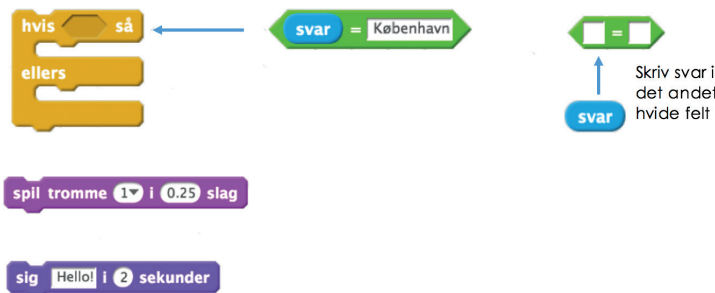 hvis så
ellers
svar = København
=
svar
Skriv svar i
det andet
hvide felt
spil tromme 1 i 0.25 slag
sig Hello! i 2 sekunder